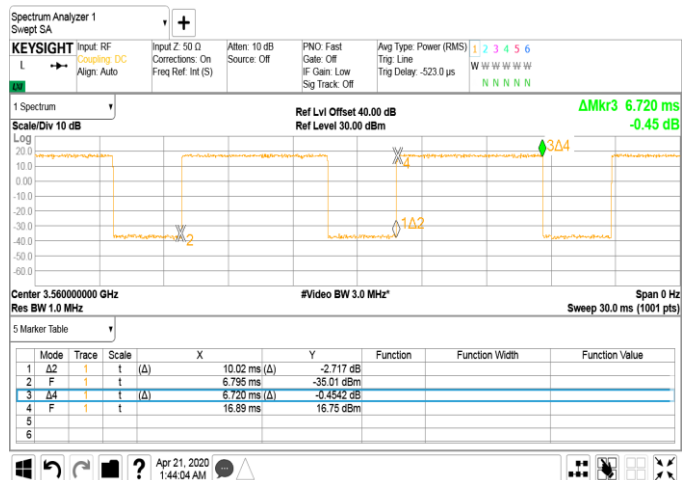 Spectrum Analyzer 1
Swept SA
KEYSIGHT
L
Input: RF
Coupling: DC
Align: Auto
Input Z: 50 Ω
Corrections: On
Freq Ref: Int (S)
Atten: 10 dB
Source: Off
PNO: Fast
Gate: Off
IF Gain: Low
Sig Track: Off
Avg Type: Power (RMS)
Trig: Line
Trig Delay: -523.0 µs
1 2 3 4 5 6
W W W W W W
N N N N N
1 Spectrum
Scale/Div 10 dB
Ref Lvl Offset 40.00 dB
Ref Level 30.00 dBm
ΔMkr3 6.720 ms
-0.45 dB
Log
20.0
10.0
0.00
-10.0
-20.0
-30.0
-40.0
-50.0
-60.0
3Δ4
4
1Δ2
2
Center 3.560000000 GHz
Res BW 1.0 MHz
#Video BW 3.0 MHz*
Span 0 Hz
Sweep 30.0 ms (1001 pts)
5 Marker Table
Mode Trace Scale X Y Function Function Width Function Value
1 Δ2 1 t (Δ) 10.02 ms (Δ) -2.717 dB
2 F 1 t 6.795 ms -35.01 dBm
3 Δ4 1 t (Δ) 6.720 ms (Δ) -0.4542 dB
4 F 1 t 16.89 ms 16.75 dBm
5
6
?
Apr 21, 2020
1:44:04 AM